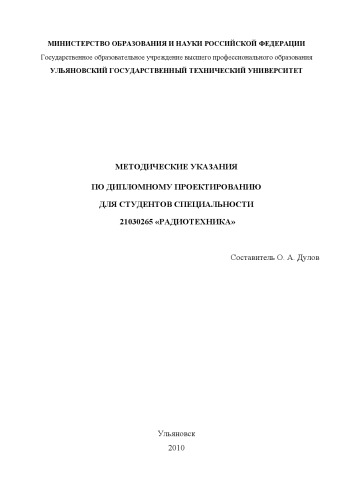 МИНИСТЕРСТВО ОБРАЗОВАНИЯ И НАУКИ РОССИЙСКОЙ ФЕДЕРАЦИИ
Государственное образовательное учреждение высшего профессионального образования
УЛЬЯНОВСКИЙ ГОСУДАРСТВЕННЫЙ ТЕХНИЧЕСКИЙ УНИВЕРСИТЕТ
МЕТОДИЧЕСКИЕ УКАЗАНИЯ
ПО ДИПЛОМНОМУ ПРОЕКТИРОВАНИЮ
ДЛЯ СТУДЕНТОВ СПЕЦИАЛЬНОСТИ
21030265 «РАДИОТЕХНИКА»
Составитель О. А. Дулов
Ульяновск
2010